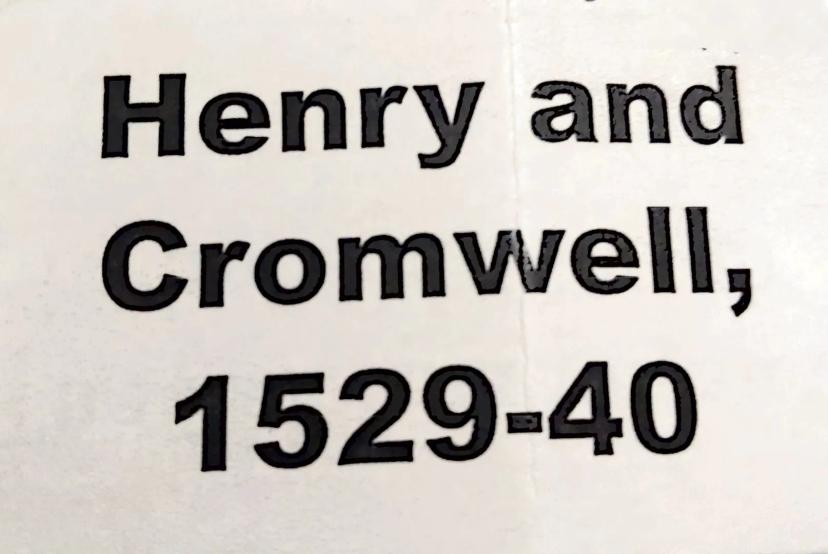 Henry and
Cromwell,
1529-40